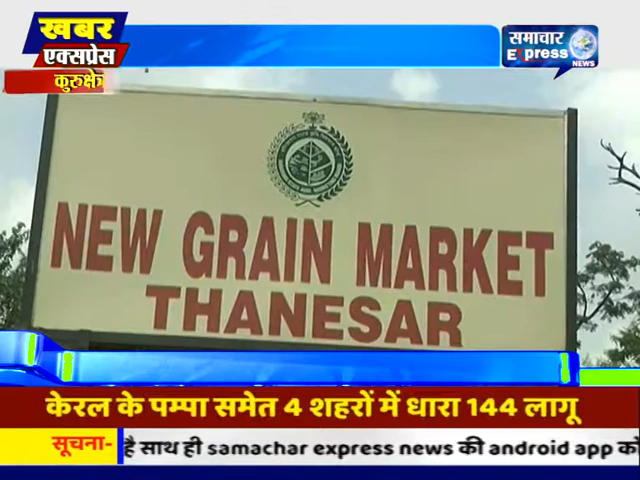 खबर
एक्सप्रेस
कुरुक्षे
समाचार
Express
NEWS
NEW GRAIN MARKET
THANESAR
केरल के पम्पा समेत 4 शहरों में धारा 144 लागू
सूचना-
है साथ ही samachar express news की android app को